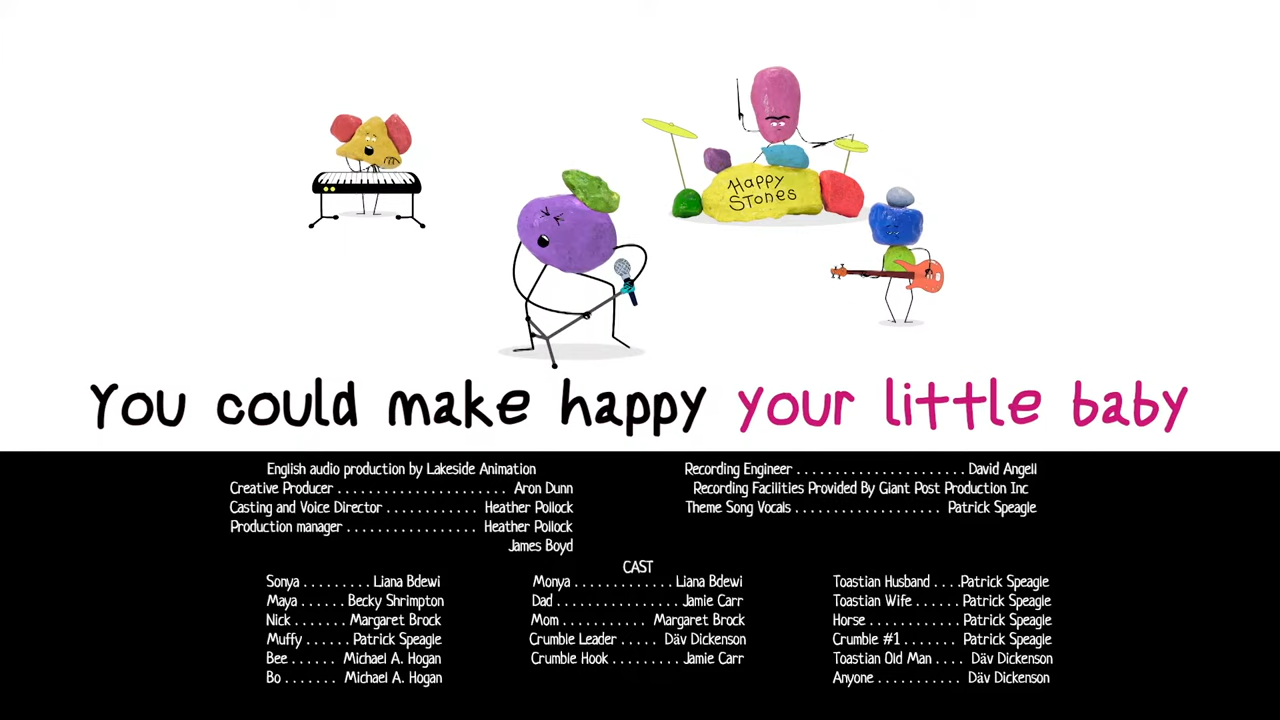 Happy
Stones
You could make happy your little baby
English audio production by Lakeside Animation
Creative Producer . . . . . . . . . . . . . . . . . . . . . . Aron Dunn
Casting and Voice Director . . . . . . . . . . . . Heather Pollock
Production manager . . . . . . . . . . . . . . . . . Heather Pollock
James Boyd
Recording Engineer . . . . . . . . . . . . . . . . . . . . . . David Angell
Recording Facilities Provided By Giant Post Production Inc
Theme Song Vocals . . . . . . . . . . . . . . . . . . . Patrick Speagle
CAST
Sonya . . . . . . . . . Liana Bdewi
Maya . . . . . . Becky Shrimpton
Nick . . . . . . . Margaret Brock
Muffy . . . . . . Patrick Speagle
Bee . . . . . . Michael A. Hogan
Bo . . . . . . . Michael A. Hogan
Monya . . . . . . . . . . . . . Liana Bdewi
Dad . . . . . . . . . . . . . . . . Jamie Carr
Mom . . . . . . . . . . . Margaret Brock
Crumble Leader . . . . . Däv Dickenson
Crumble Hook . . . . . . . . . Jamie Carr
Toastian Husband . . . .Patrick Speagle
Toastian Wife . . . . . . Patrick Speagle
Horse . . . . . . . . . . . . Patrick Speagle
Crumble #1 . . . . . . . Patrick Speagle
Toastian Old Man . . . . Däv Dickenson
Anyone . . . . . . . . . . . Däv Dickenson